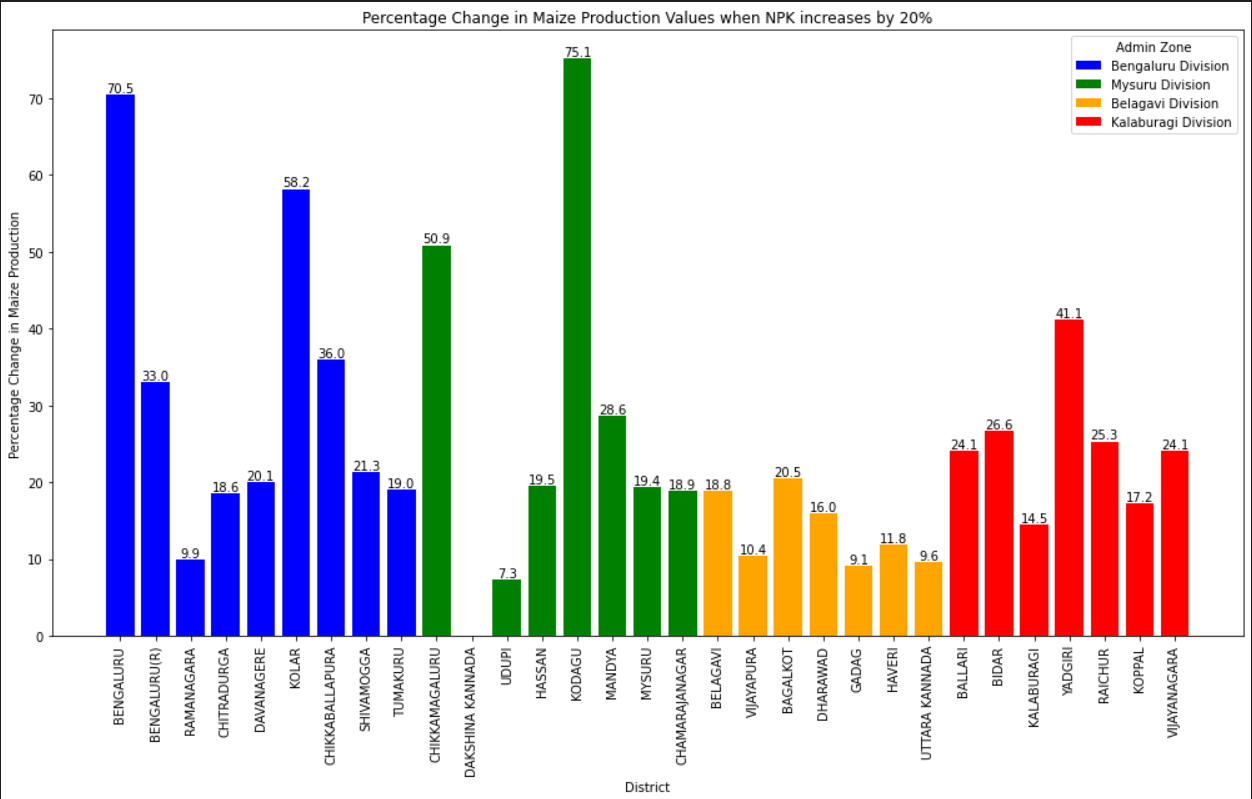 Percentage Change in Maize Production Values when NPK increases by 20%
Admin Zone
Bengaluru Division
Mysuru Division
Belagavi Division
Kalaburagi Division
Percentage Change in Maize Production
70
60
50
40
30
20
10
0
70.5
33.0
9.9
18.6
20.1
58.2
36.0
21.3
19.0
50.9
7.3
19.5
75.1
28.6
19.4
18.9
18.8
10.4
20.5
16.0
9.1
11.8
9.6
24.1
26.6
14.5
41.1
25.3
17.2
24.1
BENGALURU
BENGALURU(R)
RAMANAGARA
CHITRADURGA
DAVANAGERE
KOLAR
CHIKKABALLAPURA
SHIVAMOGGA
TUMAKURU
CHIKKAMAGALURU
DAKSHINA KANNADA
UDUPI
HASSAN
KODAGU
MANDYA
MYSURU
CHAMARAJANAGAR
BELAGAVI
VIJAYAPURA
BAGALKOT
DHARAWAD
GADAG
HAVERI
UTTARA KANNADA
BALLARI
BIDAR
KALABURAGI
YADGIRI
RAICHUR
KOPPAL
VIJAYANAGARA
District